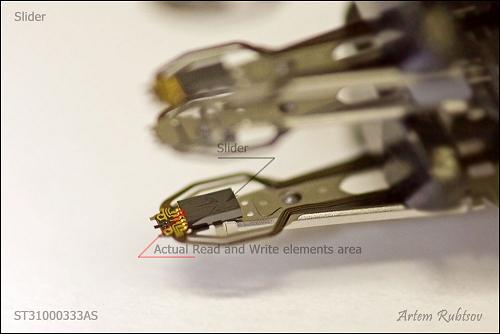 Slider
Slider
Actual Read and Write elements area
ST31000333AS
Artem Rubtsov